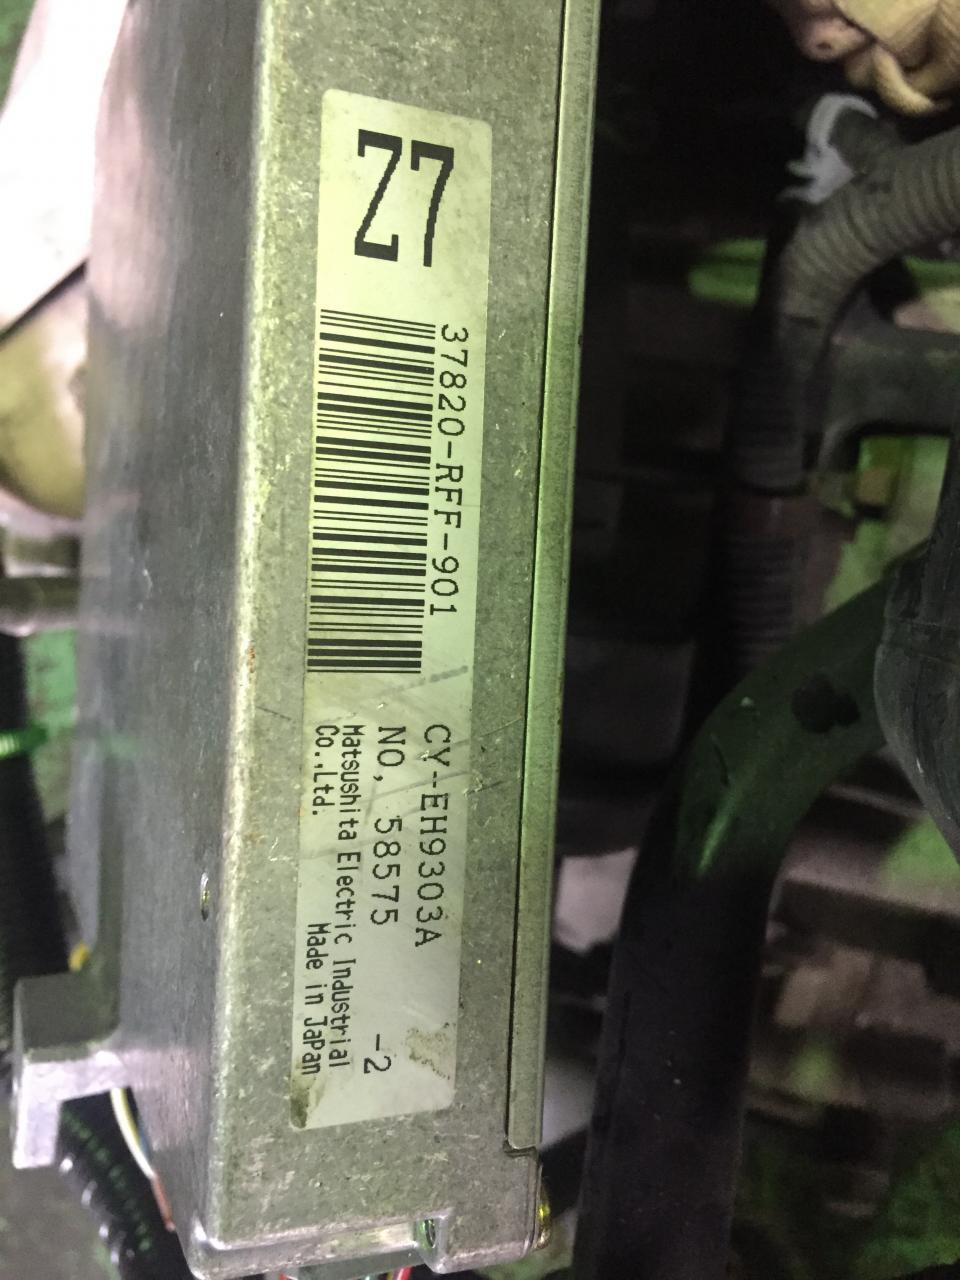 Z7
37820-RFF-901
CY-EH9303A
NO, 58575 -2
Matsushita Electric Industrial
Co.,Ltd. Made in Japan